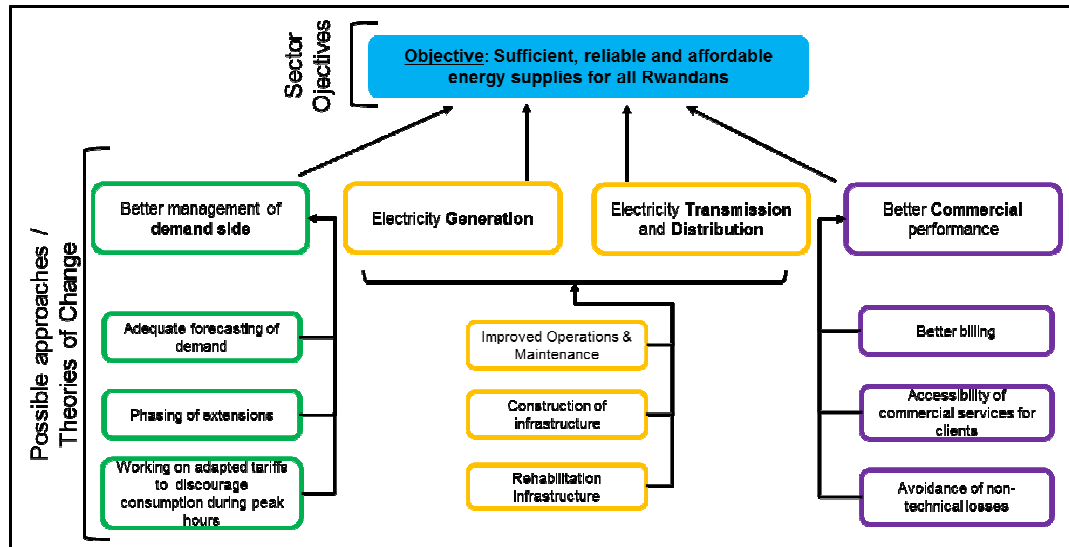 Sector
Ojectives
Objective: Sufficient, reliable and affordable
energy supplies for all Rwandans
Possible approaches /
Theories of Change
Better management of
demand side
Electricity Generation
Electricity Transmission
and Distribution
Better Commercial
performance
Adequate forecasting of
demand
Phasing of extensions
Working on adapted tariffs
to discourage
consumption during peak
hours
Improved Operations &
Maintenance
Construction of
infrastructure
Rehabilitation
Infrastructure
Better billing
Accessibility of
commercial services for
clients
Avoidance of non-
technical losses